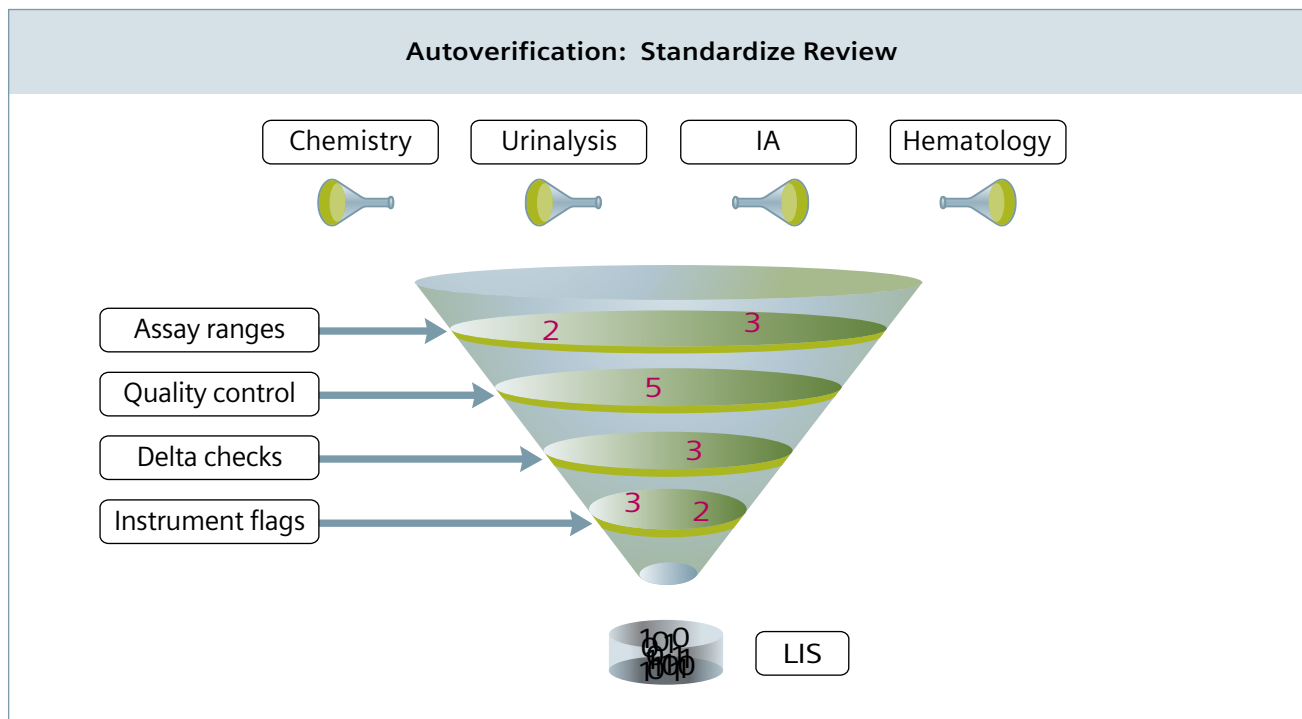 Autoverification: Standardize Review
Chemistry
Urinalysis
IA
Hematology
Assay ranges
2
3
Quality control
5
Delta checks
3
Instrument flags
3
2
LIS